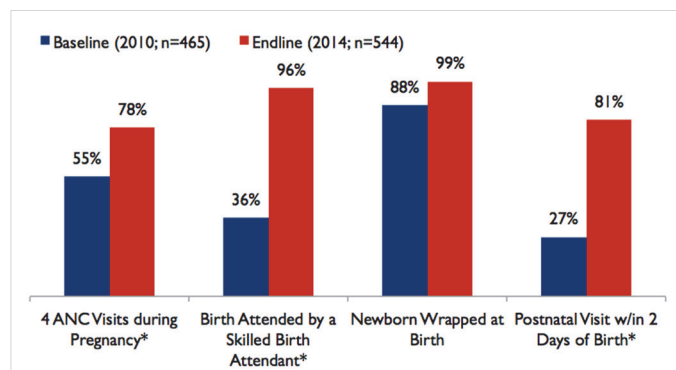 Baseline (2010; n=465) Endline (2014; n=544)
55%
78%
36%
96%
88%
99%
27%
81%
4 ANC Visits during
Pregnancy*
Birth Attended by a
Skilled Birth
Attendant*
Newborn Wrapped at
Birth
Postnatal Visit w/in 2
Days of Birth*